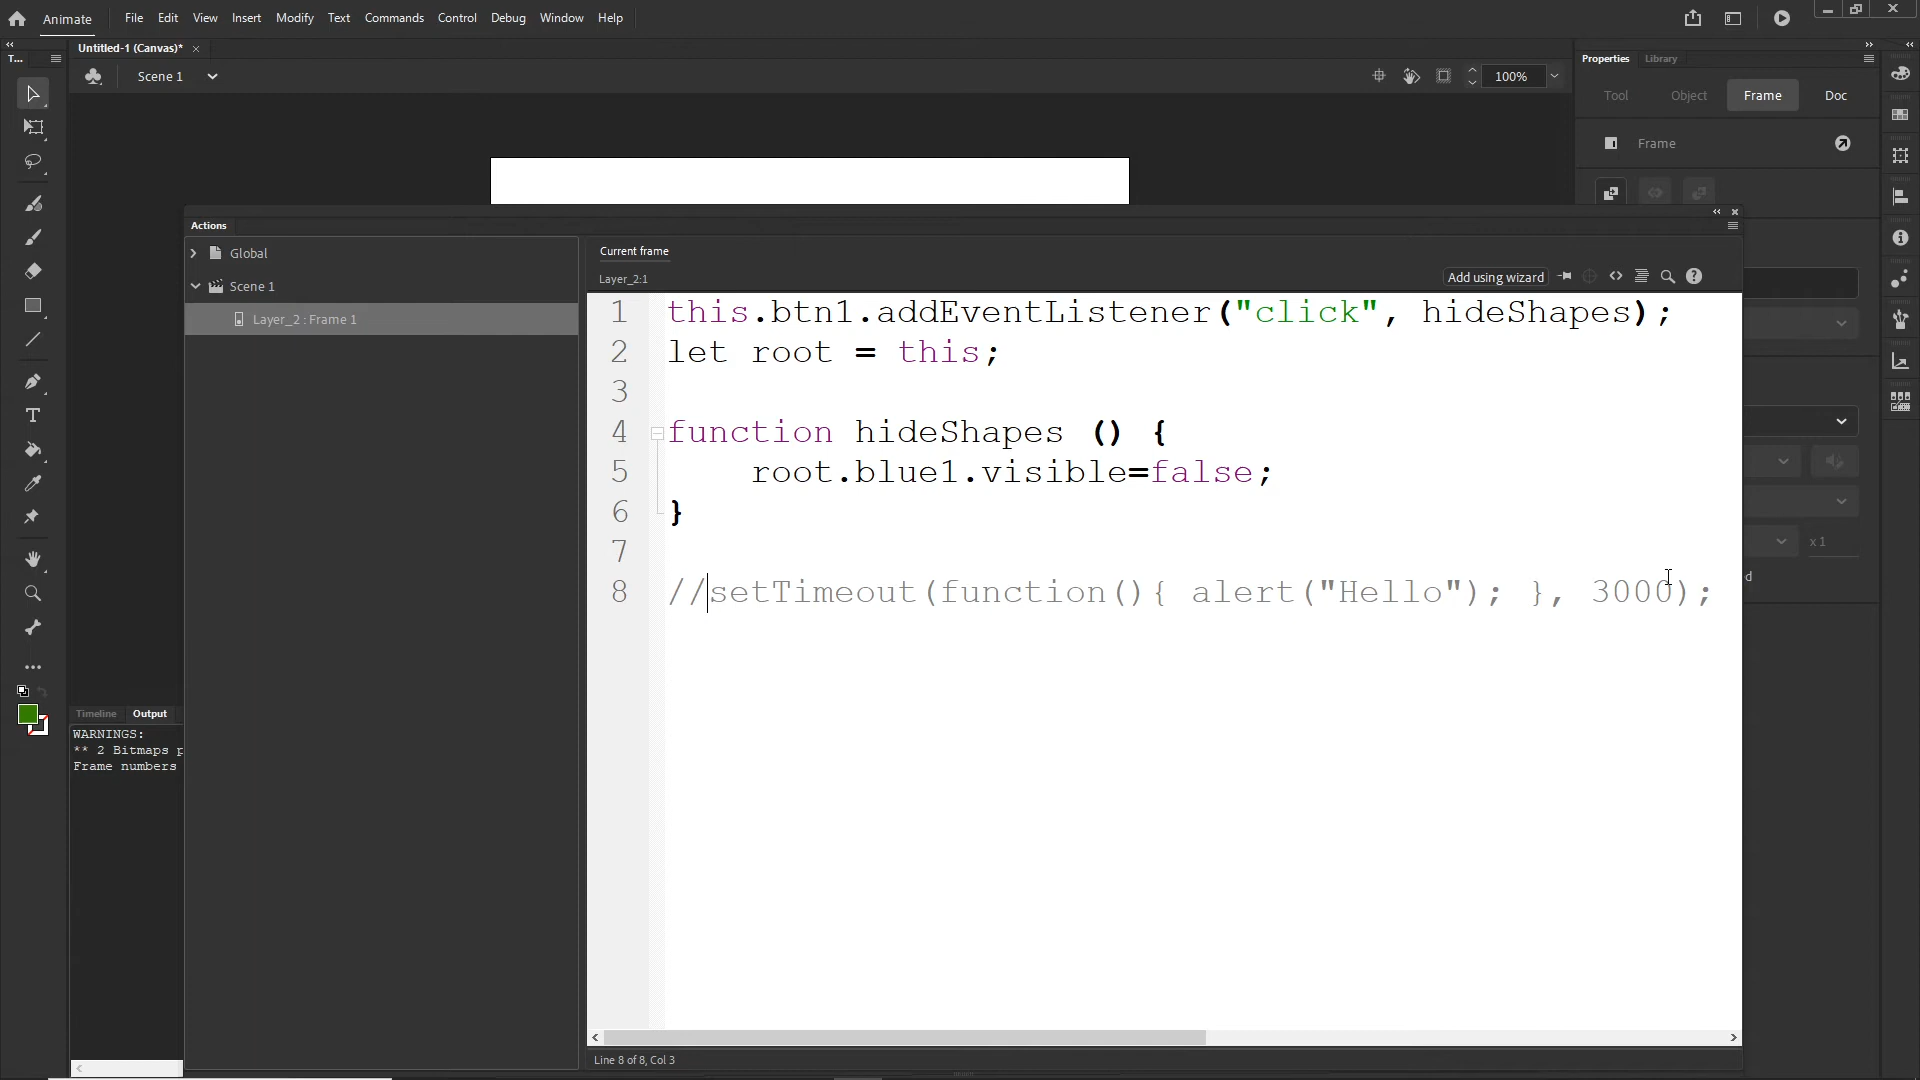 Animate File Edit View Insert Modify Text Commands Control Debug Window Help
Untitled-1 (Canvas)*
T...
Scene 1
100%
Properties Library
Tool Object Frame Doc
Frame
Actions
Global
Scene 1
Layer_2 : Frame 1
Current frame
Layer_2:1
Add using wizard
1 this.btn1.addEventListener("click", hideShapes);
2 let root = this;
3
4 function hideShapes () {
5 root.blue1.visible=false;
6 }
7
8 //setTimeout(function(){ alert("Hello"); }, 3000);
x 1
d
Timeline Output
WARNINGS:
** 2 Bitmaps p
Frame numbers
Line 8 of 8, Col 3